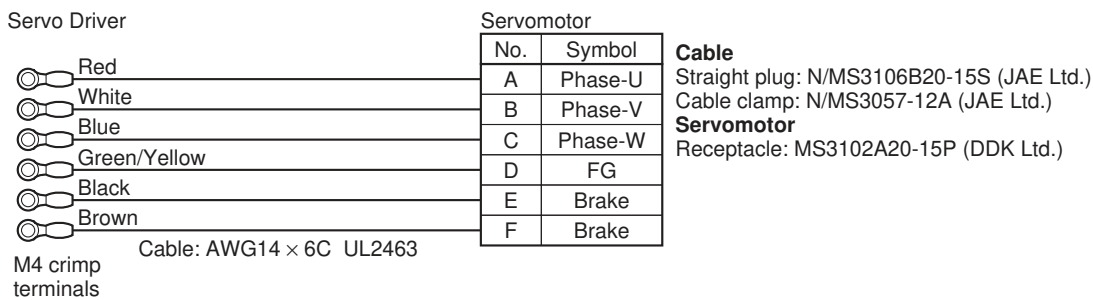 Servo Driver
Servomotor
No. Symbol
Red
A Phase-U
White
B Phase-V
Blue
C Phase-W
Green/Yellow
D FG
Black
E Brake
Brown
F Brake
Cable: AWG14 × 6C UL2463
M4 crimp
terminals
Cable
Straight plug: N/MS3106B20-15S (JAE Ltd.)
Cable clamp: N/MS3057-12A (JAE Ltd.)
Servomotor
Receptacle: MS3102A20-15P (DDK Ltd.)